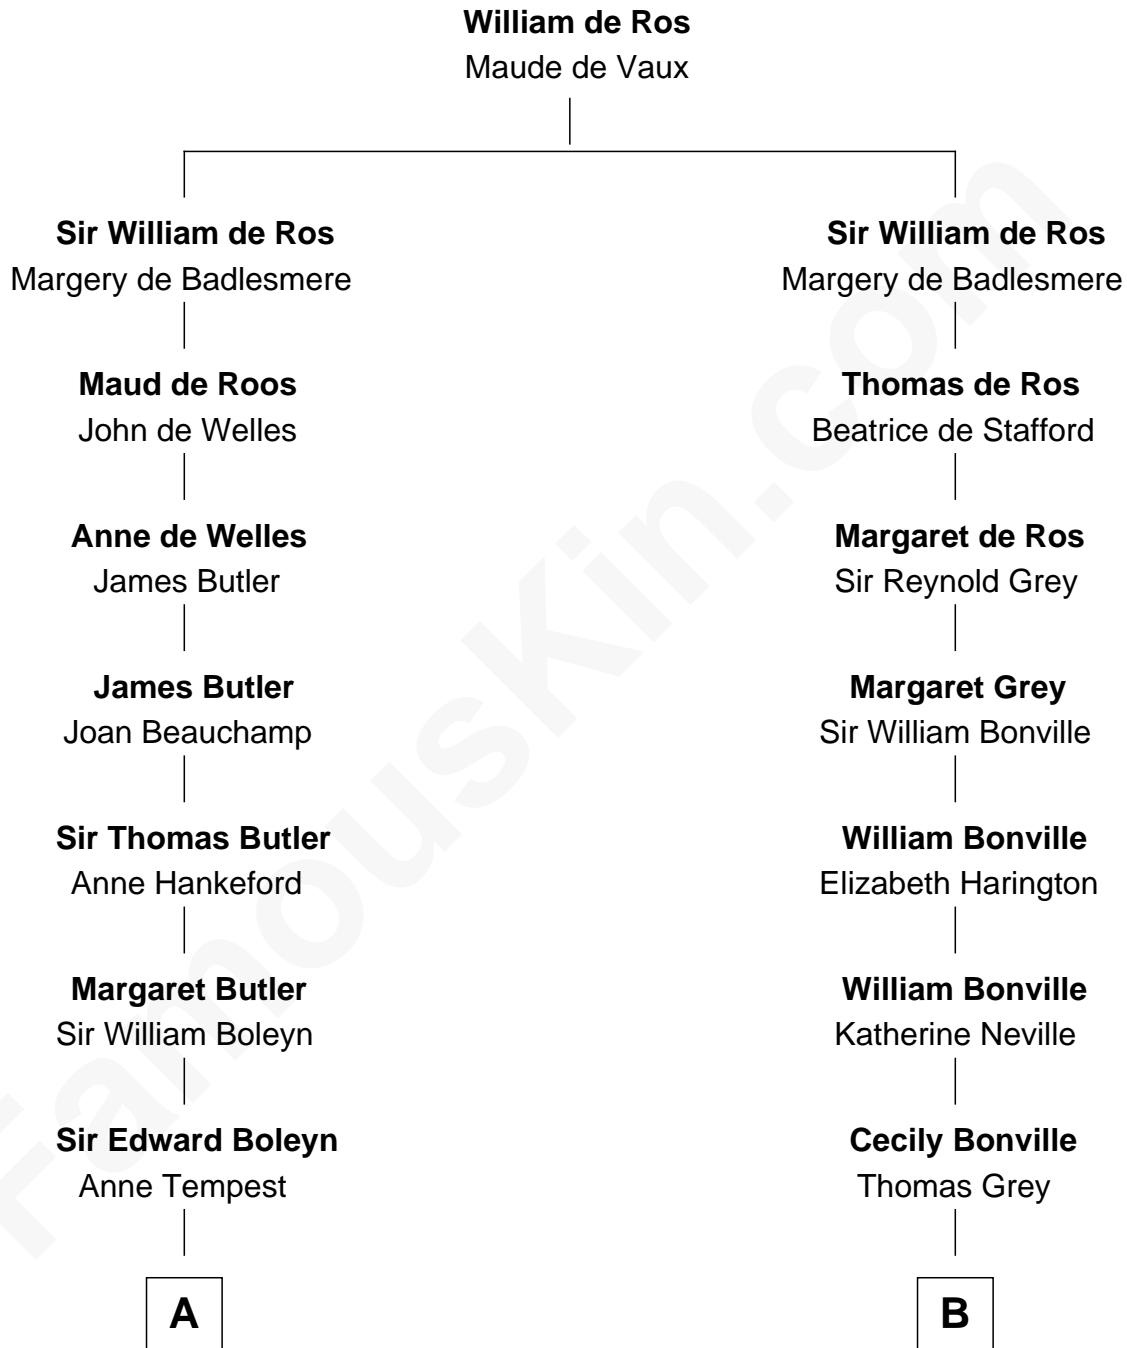 William de Ros
Maude de Vaux
Sir William de Ros
Margery de Badlesmere
Maud de Roos
John de Welles
Anne de Welles
James Butler
James Butler
Joan Beauchamp
Sir Thomas Butler
Anne Hankeford
Margaret Butler
Sir William Boleyn
Sir Edward Boleyn
Anne Tempest
A
Sir William de Ros
Margery de Badlesmere
Thomas de Ros
Beatrice de Stafford
Margaret de Ros
Sir Reynold Grey
Margaret Grey
Sir William Bonville
William Bonville
Elizabeth Harington
William Bonville
Katherine Neville
Cecily Bonville
Thomas Grey
B
FamousKin.com